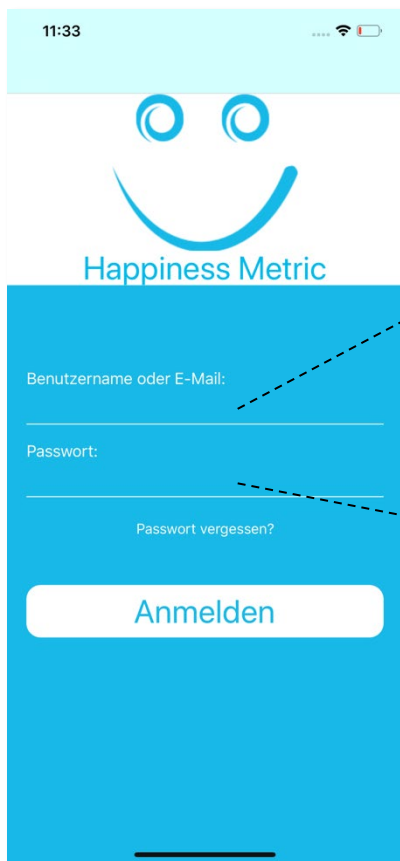 11:33
Happiness Metric
Benutzername oder E-Mail:
Passwort:
Passwort vergessen?
Anmelden